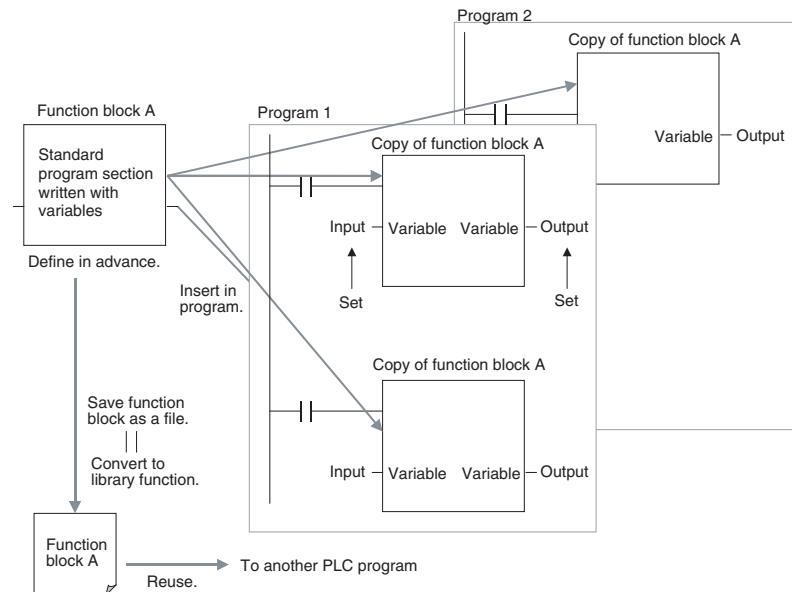 Program 2
Copy of function block A
Variable
Output
Function block A
Standard
program section
written with
variables
Define in advance.
Program 1
Copy of function block A
Input
Variable
Variable
Output
Set
Set
Insert in
program.
Copy of function block A
Input
Variable
Variable
Output
Save function
block as a file.
Convert to
library function.
Function
block A
Reuse.
To another PLC program